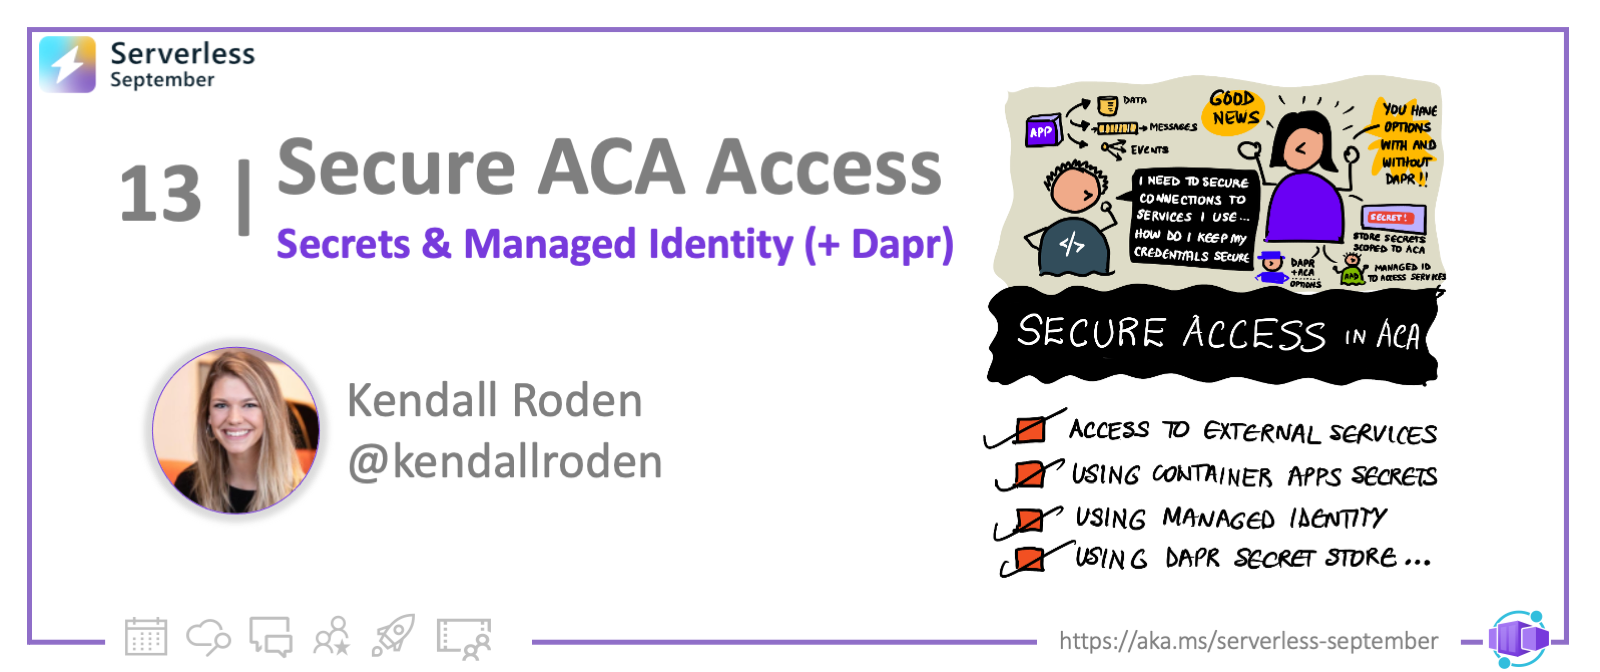 Serverless
September
13 |
Secure ACA Access
Secrets & Managed Identity (+ Dapr)
Kendall Roden
@kendallroden
APP
DATA
MESSAGES
EVENTS
GOOD
NEWS
YOU HAVE
OPTIONS
WITH AND
WITHOUT
DAPR!!
I NEED TO SECURE
CONNECTIONS TO
SERVICES I USE...
HOW DO I KEEP MY
CREDENTIALS SECURE
</>
SECRET!
STORE SECRETS
SCOPED TO ACA
DAPR
+ACA
OPTIONS
MANAGED ID
TO ACCESS SERVICES
SECURE ACCESS IN ACA
ACCESS TO EXTERNAL SERVICES
USING CONTAINER APPS SECRETS
USING MANAGED IDENTITY
USING DAPR SECRET STORE...
https://aka.ms/serverless-september